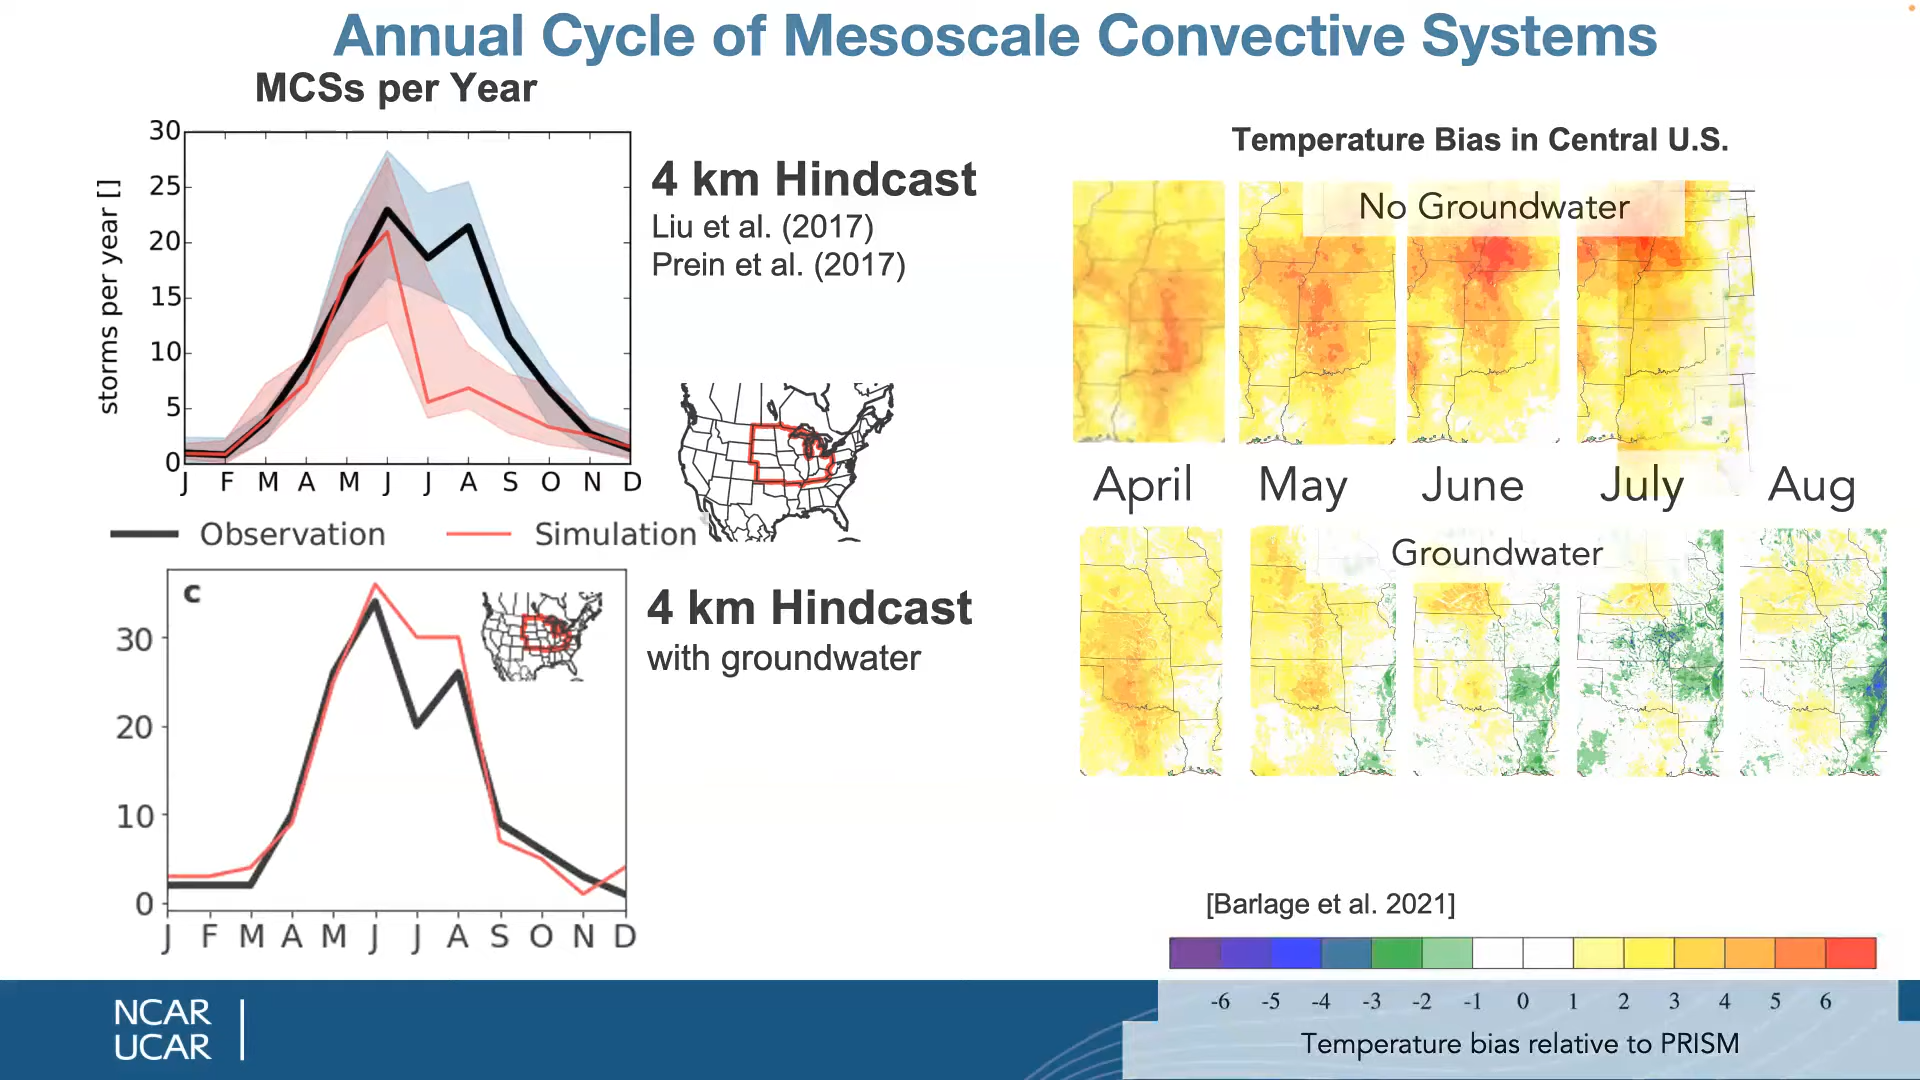 Annual Cycle of Mesoscale Convective Systems
MCSs per Year
30
25
20
15
10
5
0
storms per year []
J F M A M J J A S O N D
Observation
Simulation
4 km Hindcast
Liu et al. (2017)
Prein et al. (2017)
c
30
20
10
0
J F M A M J J A S O N D
4 km Hindcast
with groundwater
Temperature Bias in Central U.S.
No Groundwater
April May June July Aug
Groundwater
[Barlage et al. 2021]
-6 -5 -4 -3 -2 -1 0 1 2 3 4 5 6
Temperature bias relative to PRISM
NCAR
UCAR